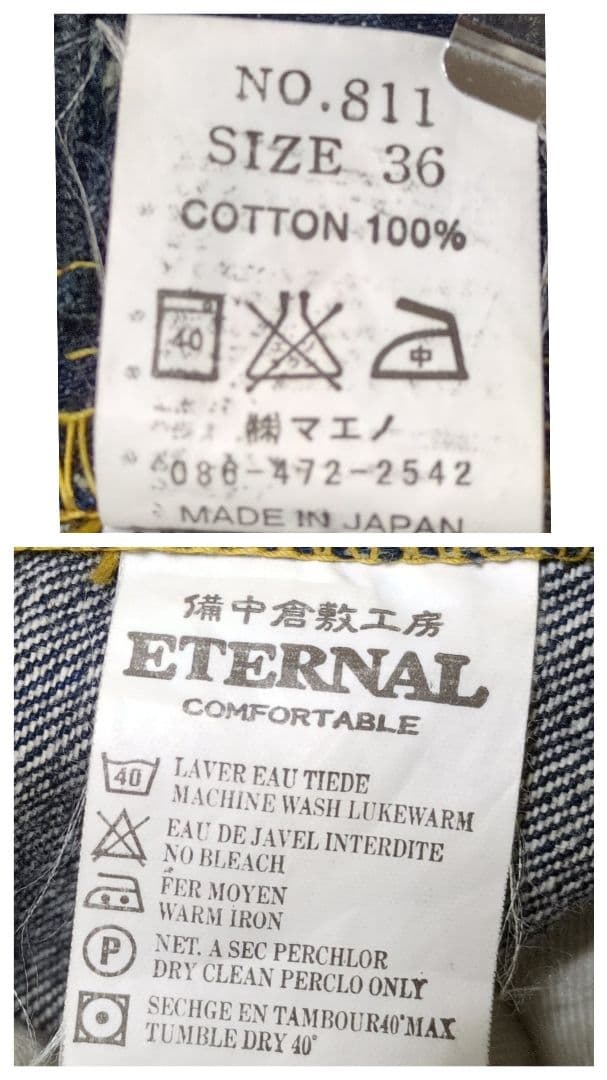 NO.811
SIZE 36
COTTON 100%
40
中
㈱マエノ
086-472-2542
MADE IN JAPAN
備中倉敷工房
ETERNAL
COMFORTABLE
40
LAVER EAU TIEDE
MACHINE WASH LUKEWARM
EAU DE JAVEL INTERDITE
NO BLEACH
FER MOYEN
WARM IRON
P
NET. A SEC PERCHLOR
DRY CLEAN PERCLO ONLY
SECHGE EN TAMBOUR40°MAX
TUMBLE DRY 40°